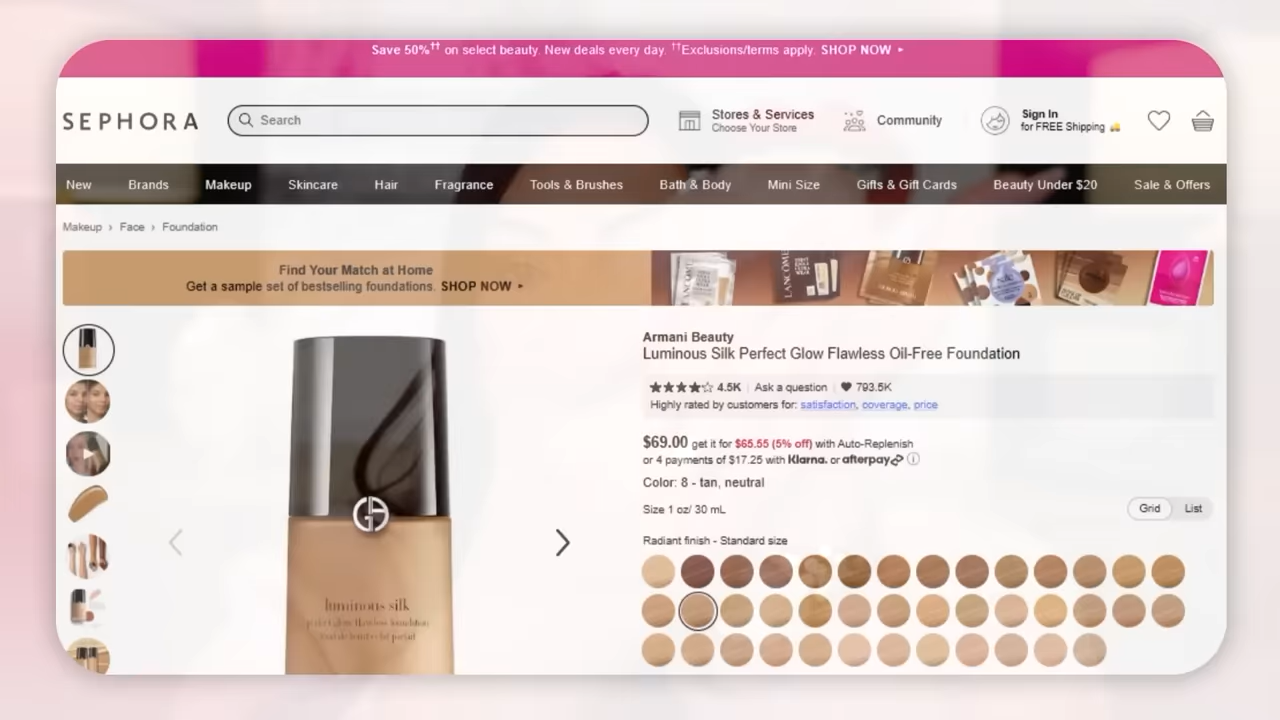 Save 50%†† on select beauty. New deals every day. ††Exclusions/terms apply. SHOP NOW ▸
SEPHORA
Search
Stores & Services
Choose Your Store
Community
Sign In
for FREE Shipping 🚚
New Brands Makeup Skincare Hair Fragrance Tools & Brushes Bath & Body Mini Size Gifts & Gift Cards Beauty Under $20 Sale & Offers
Makeup › Face › Foundation
Find Your Match at Home
Get a sample set of bestselling foundations. SHOP NOW ▸
LANCOME
Armani Beauty
Luminous Silk Perfect Glow Flawless Oil-Free Foundation
4.5K | Ask a question | 793.5K
Highly rated by customers for: satisfaction, coverage, price
$69.00 get it for $65.55 (5% off) with Auto-Replenish
or 4 payments of $17.25 with Klarna. or afterpay
Color: 8 - tan, neutral
Size 1 oz/ 30 mL
Grid List
Radiant finish - Standard size
luminous silk
perfect glow flawless foundation